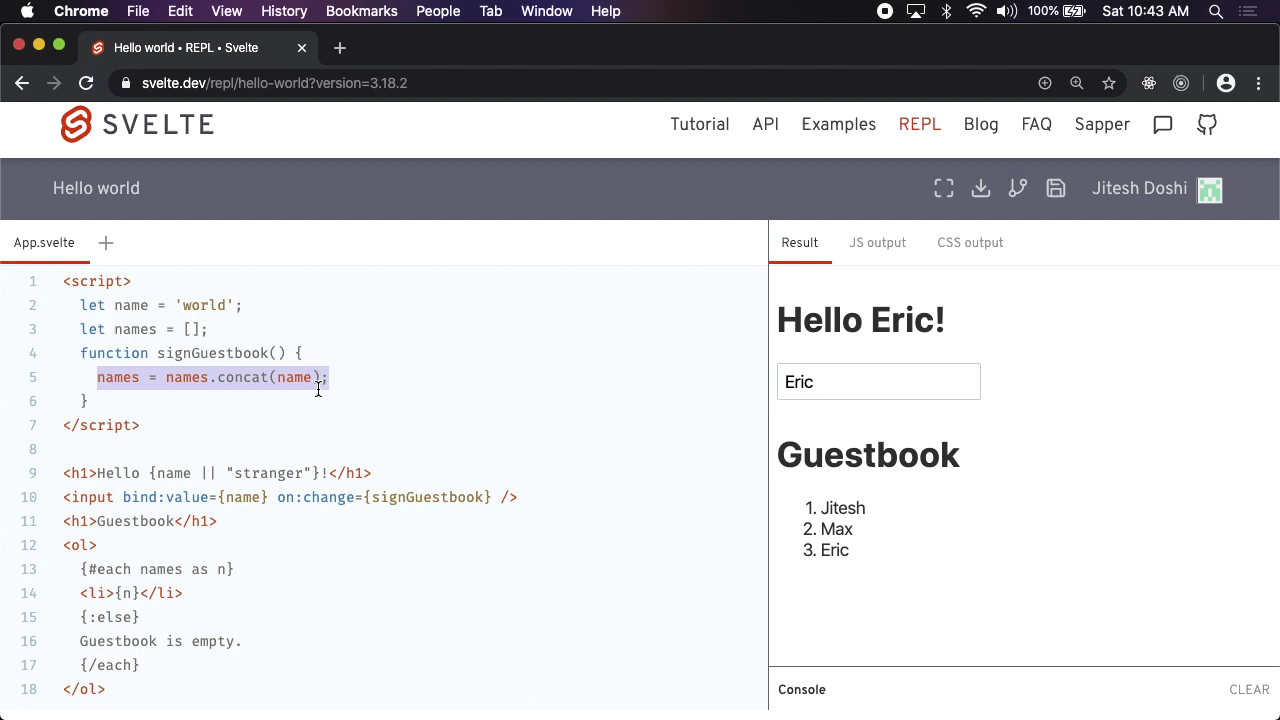 Chrome File Edit View History Bookmarks People Tab Window Help 100% Sat 10:43 AM
Hello world • REPL • Svelte
svelte.dev/repl/hello-world?version=3.18.2
SVELTE Tutorial API Examples REPL Blog FAQ Sapper
Hello world Jitesh Doshi
App.svelte
1 <script>
2 let name = 'world';
3 let names = [];
4 function signGuestbook() {
5 names = names.concat(name);
6 }
7 </script>
8
9 <h1>Hello {name || "stranger"}!</h1>
10 <input bind:value={name} on:change={signGuestbook} />
11 <h1>Guestbook</h1>
12 <ol>
13 {#each names as n}
14 <li>{n}</li>
15 {:else}
16 Guestbook is empty.
17 {/each}
18 </ol>
Result JS output CSS output
Hello Eric!
Eric
Guestbook
1. Jitesh
2. Max
3. Eric
Console CLEAR